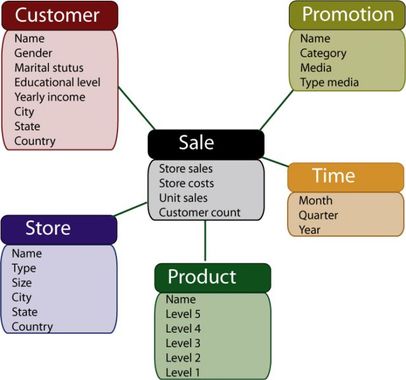 Customer
Name
Gender
Marital stutus
Educational level
Yearly income
City
State
Country
Promotion
Name
Category
Media
Type media
Sale
Store sales
Store costs
Unit sales
Customer count
Time
Month
Quarter
Year
Store
Name
Type
Size
City
State
Country
Product
Name
Level 5
Level 4
Level 3
Level 2
Level 1